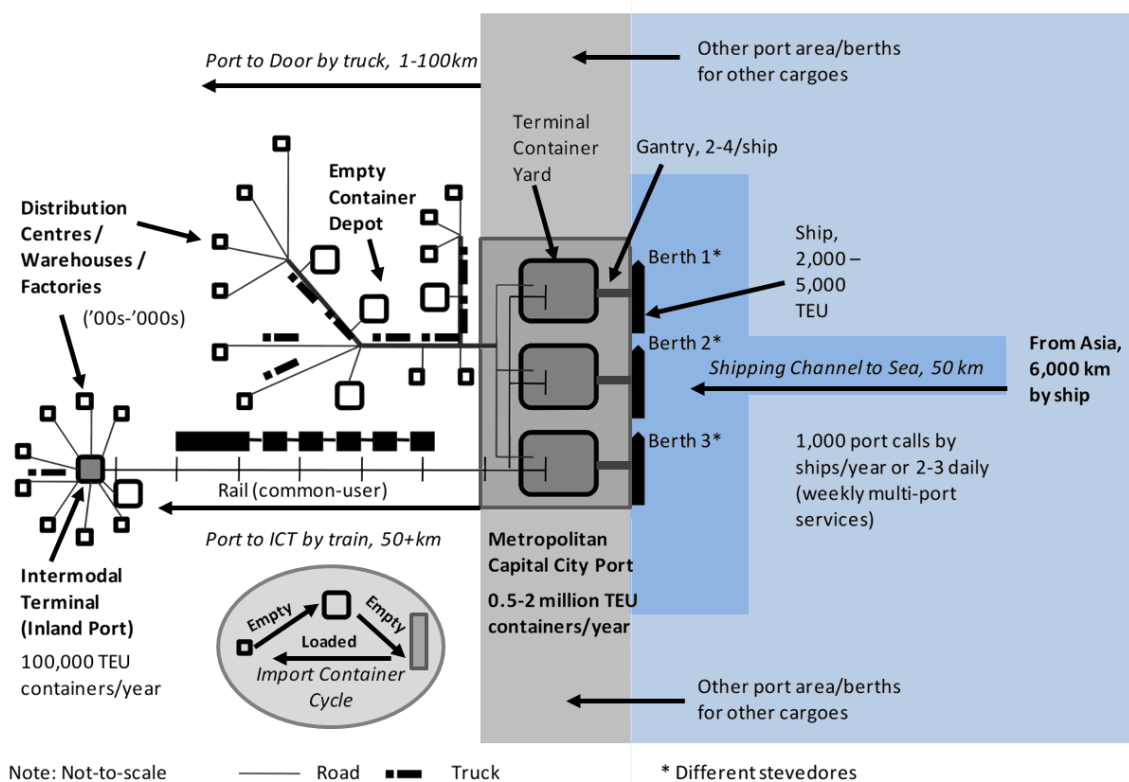 Port to Door by truck, 1-100km
Other port area/berths
for other cargoes
Terminal
Container
Yard
Gantry, 2-4/ship
Empty
Container
Depot
Distribution
Centres /
Warehouses /
Factories
('00s-'000s)
Berth 1*
Ship,
2,000 –
5,000
TEU
Berth 2*
From Asia,
6,000 km
by ship
Shipping Channel to Sea, 50 km
Berth 3*
1,000 port calls by
ships/year or 2-3 daily
(weekly multi-port
services)
Rail (common-user)
Port to ICT by train, 50+km
Metropolitan
Capital City Port
0.5-2 million TEU
containers/year
Intermodal
Terminal
(Inland Port)
100,000 TEU
containers/year
Empty
Empty
Loaded
Import Container
Cycle
Other port area/berths
for other cargoes
Note: Not-to-scale
Road
Truck
* Different stevedores